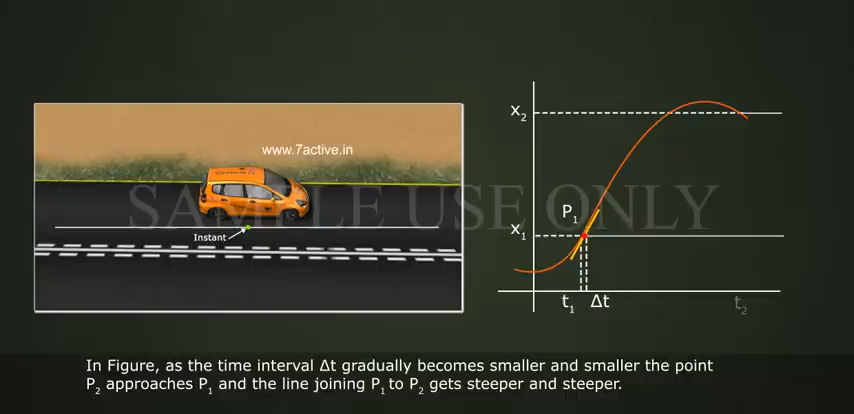 www.7active.in
SAMPLE USE ONLY
Instant
x₂
P₁
x₁
t₁ Δt t₂
In Figure, as the time interval Δt gradually becomes smaller and smaller the point
P₂ approaches P₁ and the line joining P₁ to P₂ gets steeper and steeper.